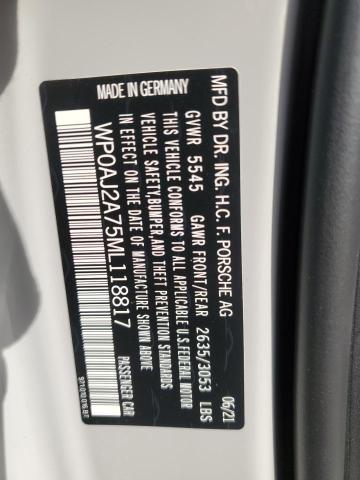 MFD BY DR. ING. H.C. F. PORSCHE AG 06/21
GVWR 5545 GAWR FRONT/REAR 2635/3053 LBS
THIS VEHICLE CONFORMS TO ALL APPLICABLE U.S.FEDERAL MOTOR
VEHICLE SAFETY,BUMPER,AND THEFT PREVENTION STANDARDS
IN EFFECT ON THE DATE OF MANUFACTURE SHOWN ABOVE
MADE IN GERMANY PASSENGER CAR
WP0AJ2A75ML118817